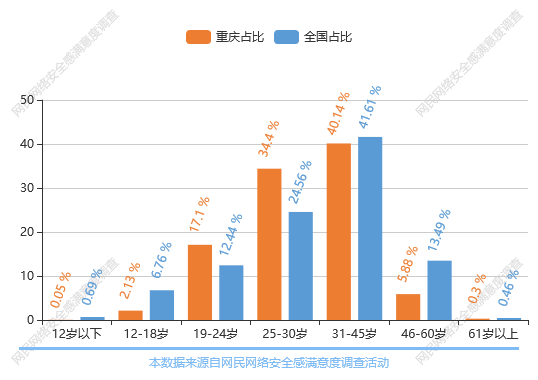 网民网络安全感满意度调查
网民网络安全感满意度调查
重庆占比 全国占比
50
40
30
20
10
0
0.05 % 0.69 % 2.13 % 6.76 % 17.1 % 12.44 % 34.4 % 24.56 % 40.14 % 41.61 % 5.88 % 13.49 % 0.3 % 0.46 %
12岁以下 12-18岁 19-24岁 25-30岁 31-45岁 46-60岁 61岁以上
网民网络安全感满意度调查
网民网络安全感满意度调查
本数据来源自网民网络安全感满意度调查活动